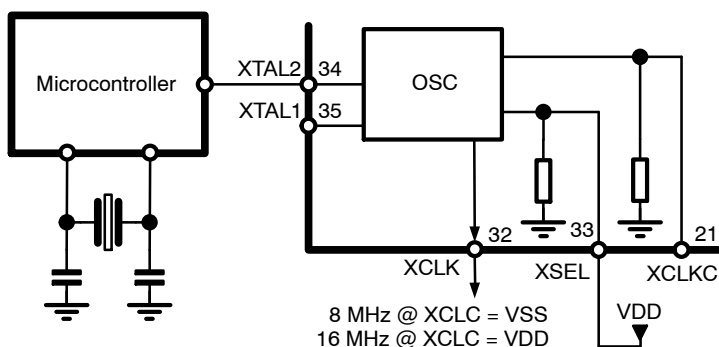 Microcontroller
XTAL2
34
OSC
XTAL1
35
32
33
21
XCLK
XSEL
XCLKC
8 MHz @ XCLC = VSS
16 MHz @ XCLC = VDD
VDD